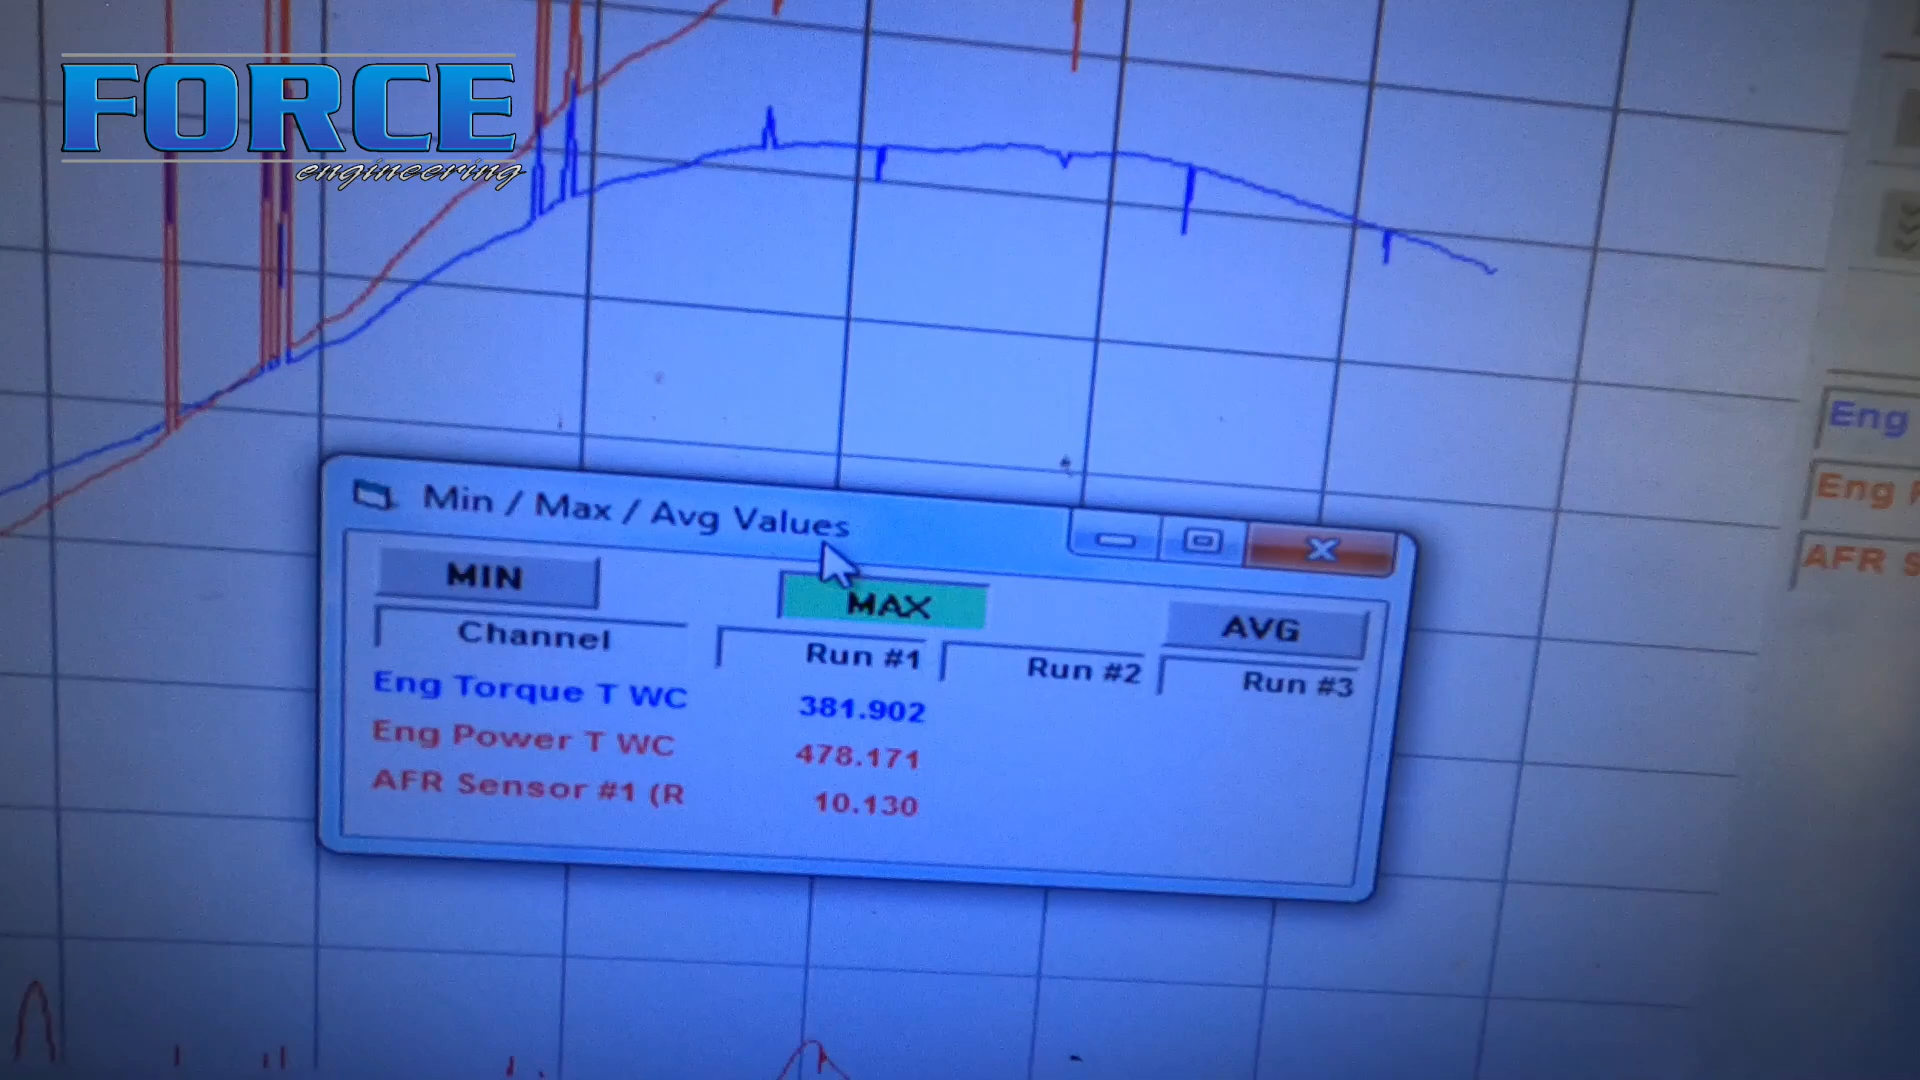 FORCE
engineering
Eng
Eng
AFR
Min / Max / Avg Values
MIN
MAX
AVG
Channel
Run #1
Run #2
Run #3
Eng Torque T WC
381.902
Eng Power T WC
478.171
AFR Sensor #1 (R
10.130